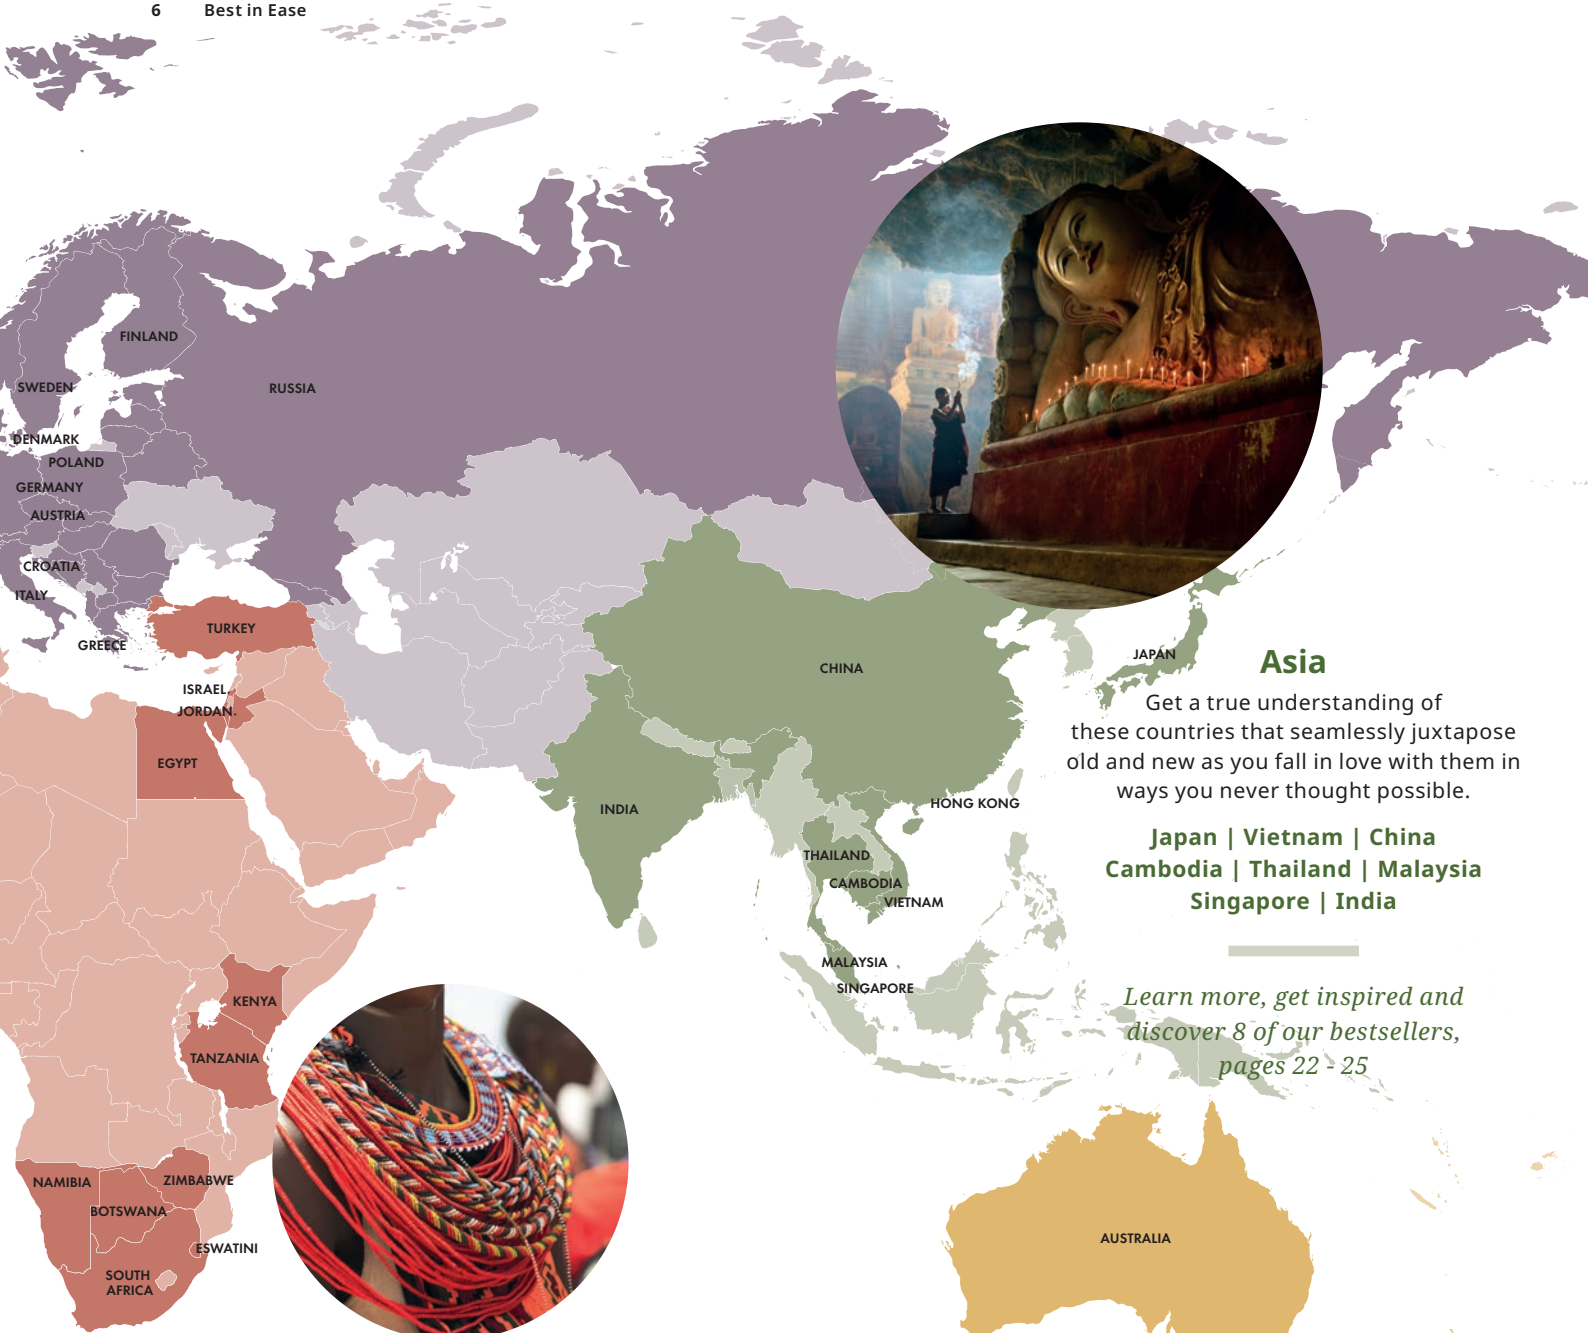 6 Best in Ease
FINLAND
RUSSIA
SWEDEN
DENMARK
POLAND
GERMANY
AUSTRIA
CROATIA
ITALY
GREECE
TURKEY
ISRAEL
JORDAN
EGYPT
CHINA
JAPAN
INDIA
HONG KONG
THAILAND
CAMBODIA
VIETNAM
MALAYSIA
SINGAPORE
KENYA
TANZANIA
NAMIBIA
ZIMBABWE
BOTSWANA
ESWATINI
SOUTH
AFRICA
AUSTRALIA
Asia
Get a true understanding of
these countries that seamlessly juxtapose
old and new as you fall in love with them in
ways you never thought possible.
Japan | Vietnam | China
Cambodia | Thailand | Malaysia
Singapore | India
Learn more, get inspired and
discover 8 of our bestsellers,
pages 22 - 25